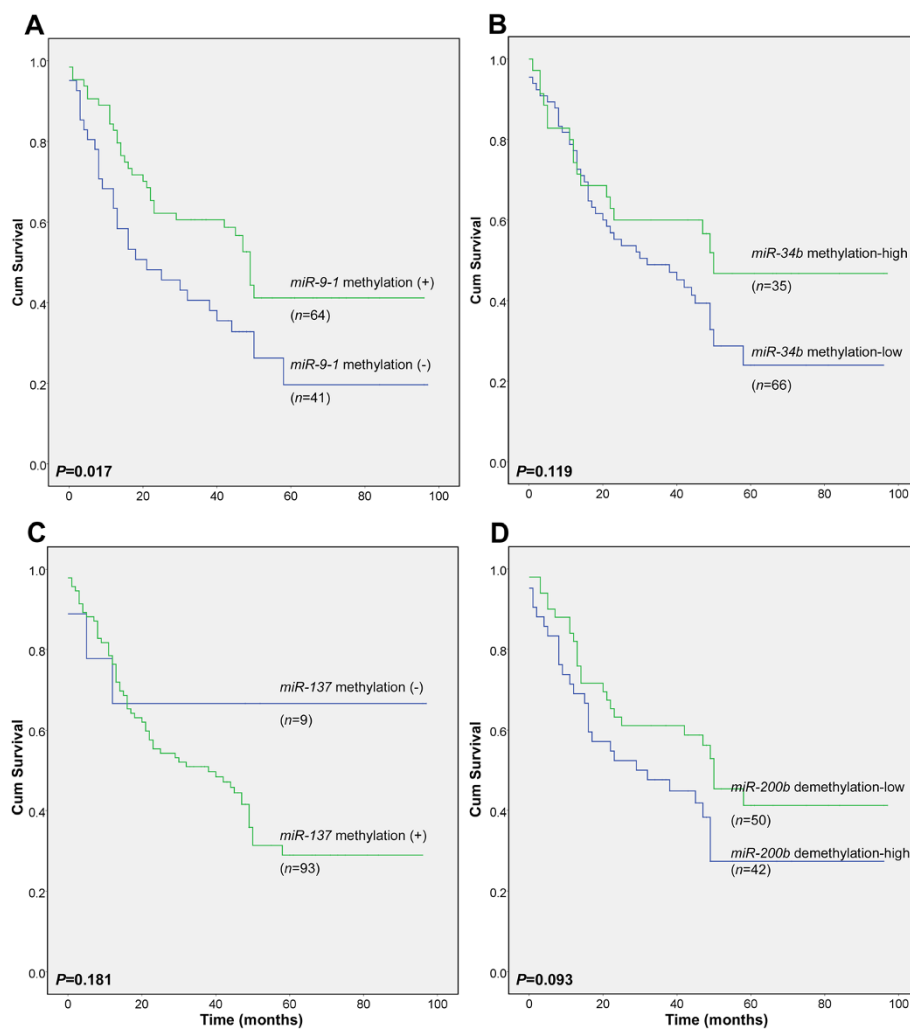 A
Cum Survival
1.0
0.8
0.6
0.4
0.2
0.0
miR-9-1 methylation (+)
(n=64)
miR-9-1 methylation (-)
(n=41)
P=0.017
0 20 40 60 80 100
B
Cum Survival
1.0
0.8
0.6
0.4
0.2
0.0
miR-34b methylation-high
(n=35)
miR-34b methylation-low
(n=66)
P=0.119
0 20 40 60 80 100
C
Cum Survival
1.0
0.8
0.6
0.4
0.2
0.0
miR-137 methylation (-)
(n=9)
miR-137 methylation (+)
(n=93)
P=0.181
0 20 40 60 80 100
Time (months)
D
Cum Survival
1.0
0.8
0.6
0.4
0.2
0.0
miR-200b demethylation-low
(n=50)
miR-200b demethylation-high
(n=42)
P=0.093
0 20 40 60 80 100
Time (months)